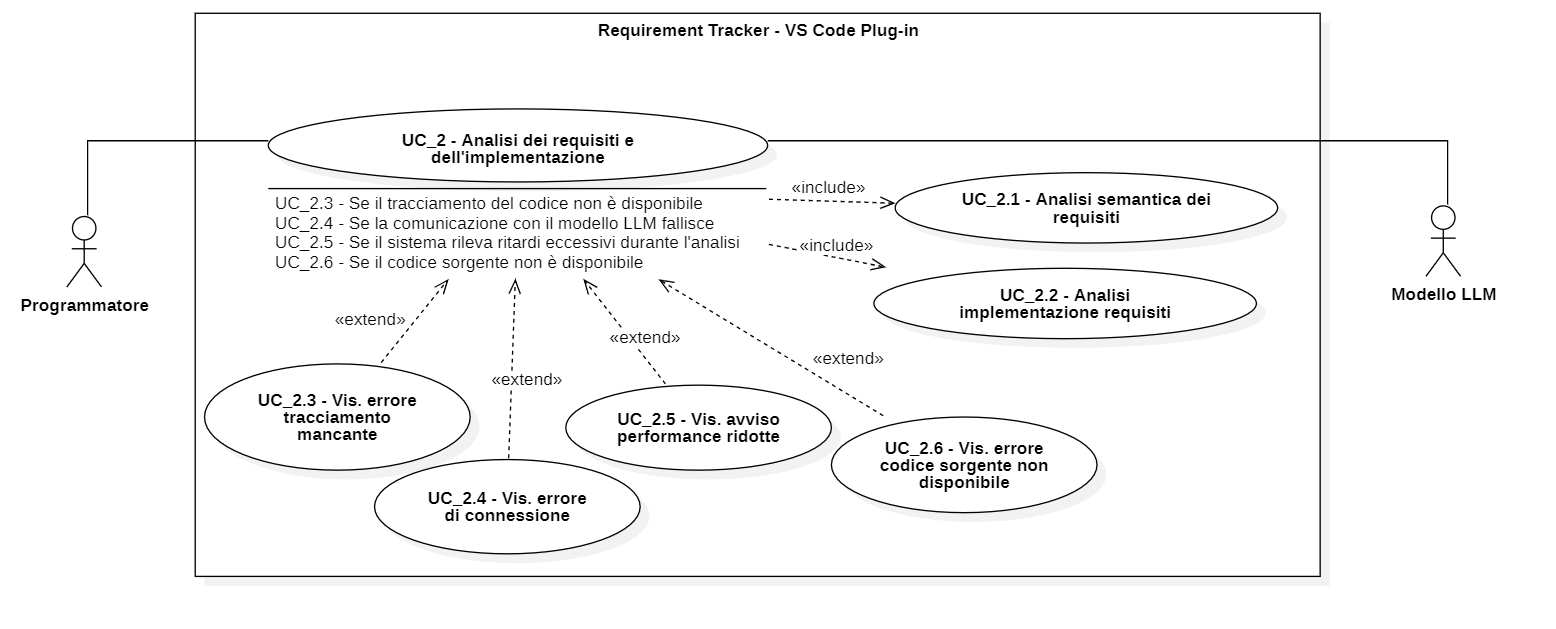 Requirement Tracker - VS Code Plug-in
UC_2 - Analisi dei requisiti e
dell'implementazione
UC_2.3 - Se il tracciamento del codice non è disponibile
UC_2.4 - Se la comunicazione con il modello LLM fallisce
UC_2.5 - Se il sistema rileva ritardi eccessivi durante l'analisi
UC_2.6 - Se il codice sorgente non è disponibile
«include»
UC_2.1 - Analisi semantica dei
requisiti
«include»
UC_2.2 - Analisi
implementazione requisiti
Programmatore
Modello LLM
«extend»
«extend»
«extend»
«extend»
UC_2.3 - Vis. errore
tracciamento
mancante
UC_2.4 - Vis. errore
di connessione
UC_2.5 - Vis. avviso
performance ridotte
UC_2.6 - Vis. errore
codice sorgente non
disponibile